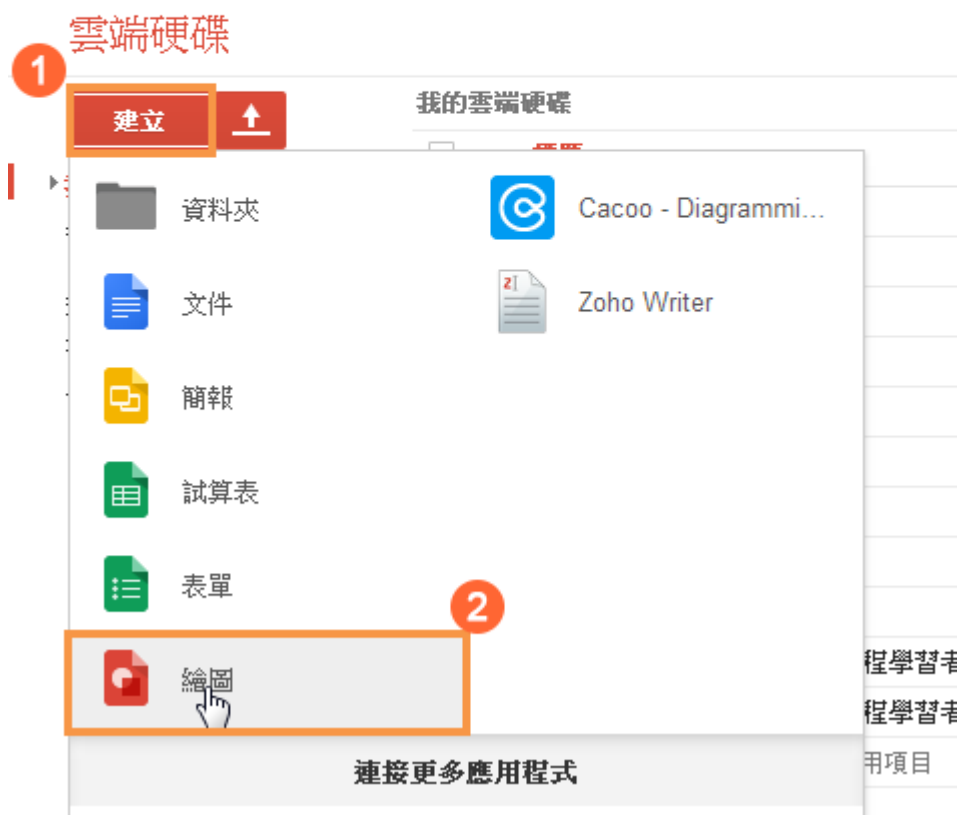 雲端硬碟
1
建立
我的雲端硬碟
標題
資料夾
Cacoo - Diagrammi...
文件
Zoho Writer
簡報
試算表
表單
2
繪圖
程學習者
程學習者
連接更多應用程式
用項目